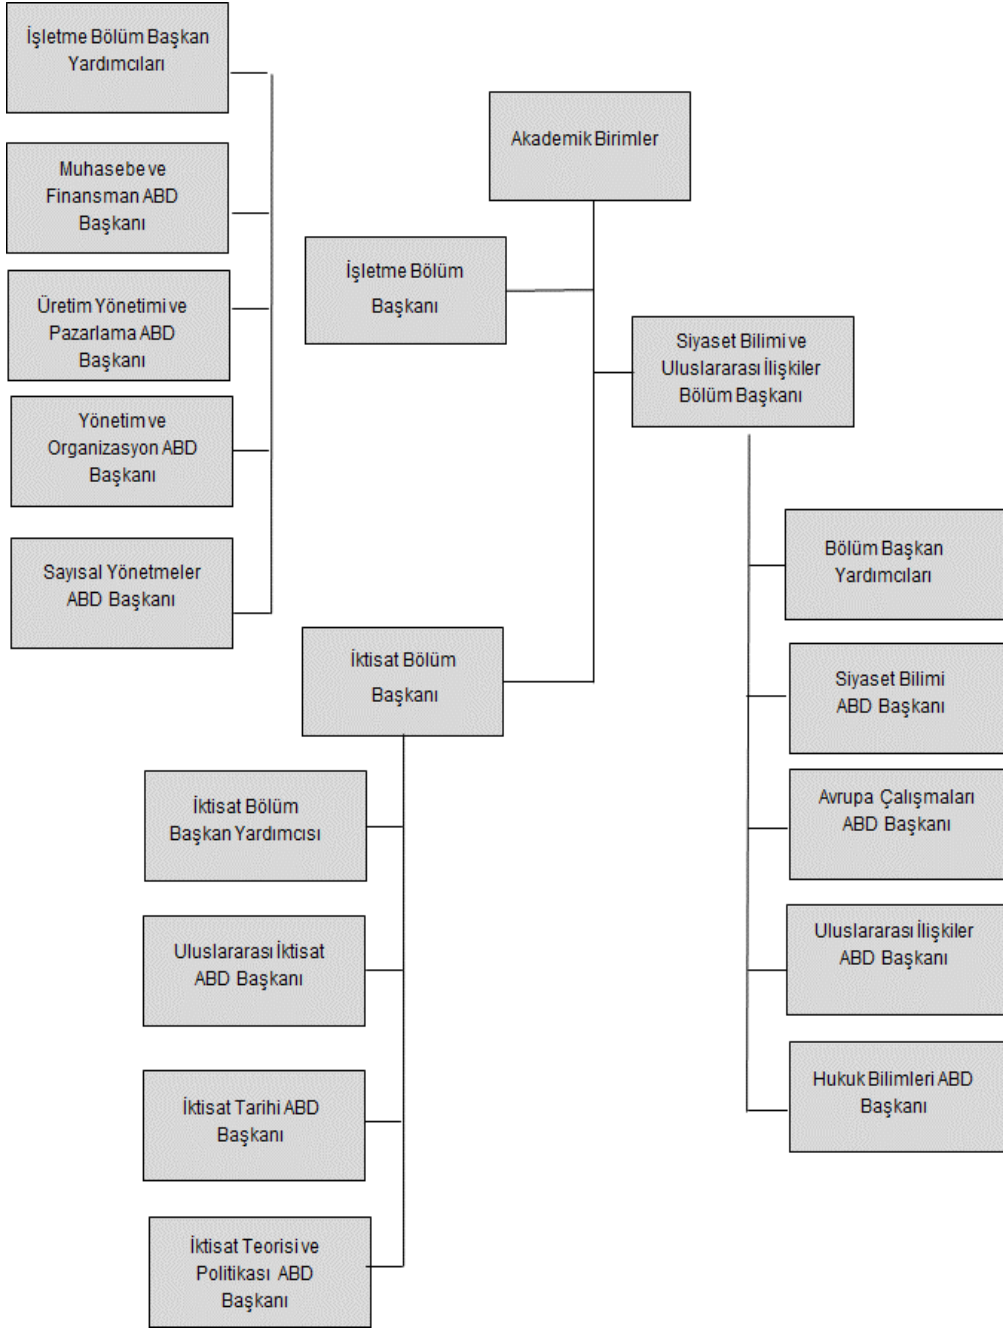 İşletme Bölüm Başkan
Yardımcıları
Muhasebe ve
Finansman ABD
Başkanı
Üretim Yönetimi ve
Pazarlama ABD
Başkanı
Yönetim ve
Organizasyon ABD
Başkanı
Sayısal Yönetmeler
ABD Başkanı
Akademik Birimler
İşletme Bölüm
Başkanı
Siyaset Bilimi ve
Uluslararası İlişkiler
Bölüm Başkanı
Bölüm Başkan
Yardımcıları
Siyaset Bilimi
ABD Başkanı
Avrupa Çalışmaları
ABD Başkanı
Uluslararası İlişkiler
ABD Başkanı
Hukuk Bilimleri ABD
Başkanı
İktisat Bölüm
Başkanı
İktisat Bölüm
Başkan Yardımcısı
Uluslararası İktisat
ABD Başkanı
İktisat Tarihi ABD
Başkanı
İktisat Teorisi ve
Politikası ABD
Başkanı